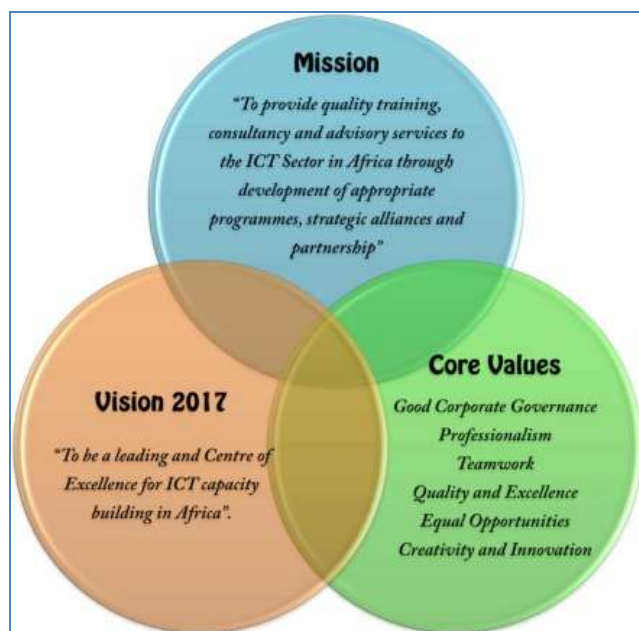 Mission
“To provide quality training,
consultancy and advisory services to
the ICT Sector in Africa through
development of appropriate
programmes, strategic alliances and
partnership”
Vision 2017
“To be a leading and Centre of
Excellence for ICT capacity
building in Africa”.
Core Values
Good Corporate Governance
Professionalism
Teamwork
Quality and Excellence
Equal Opportunities
Creativity and Innovation